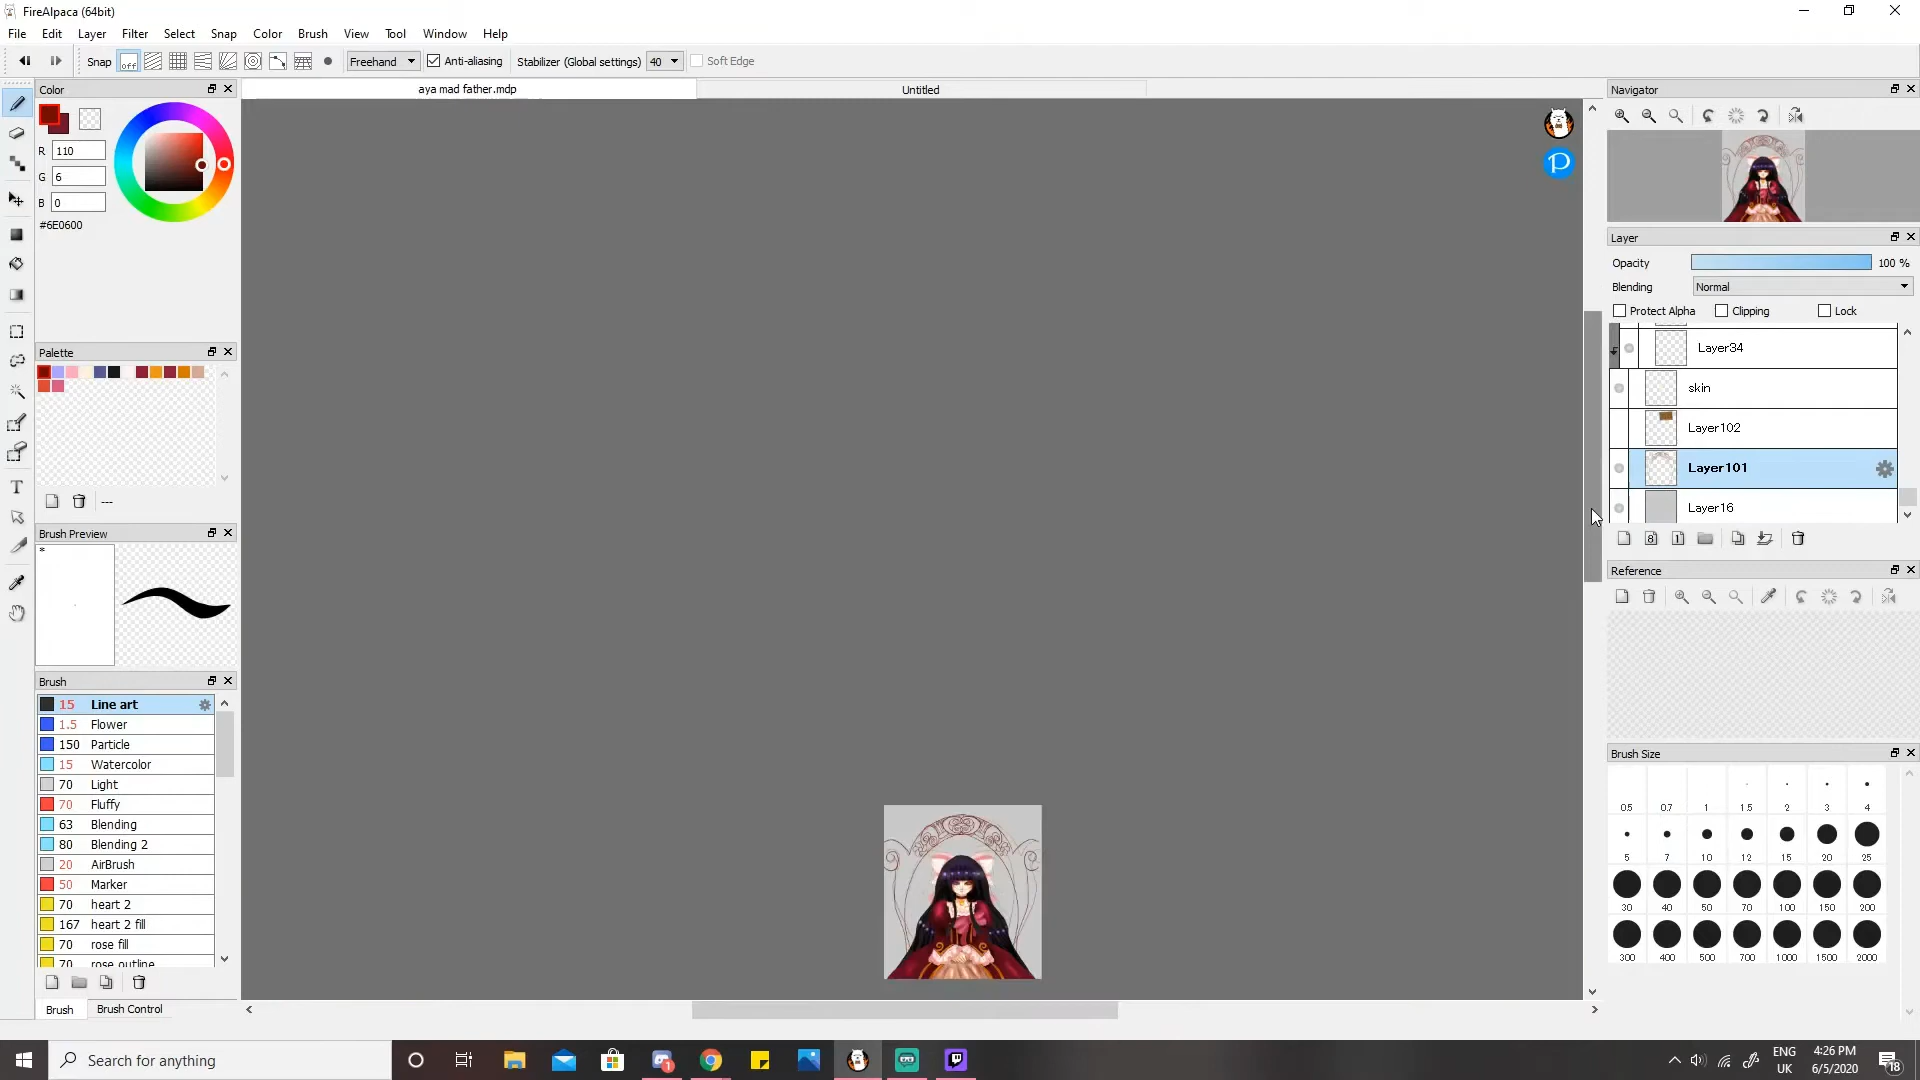 FireAlpaca (64bit)
File Edit Layer Filter Select Snap Color Brush View Tool Window Help
Snap off Freehand Anti-aliasing Stabilizer (Global settings) 40 Soft Edge
Color
aya mad father.mdp
Untitled
Navigator
R 110
G 6
B 0
#6E0600
P
Layer
Opacity 100 %
Blending Normal
Protect Alpha Clipping Lock
Layer34
skin
Layer102
Layer101
Layer16
8 1
Palette
---
Brush Preview
*
Reference
Brush
15 Line art
1.5 Flower
150 Particle
15 Watercolor
70 Light
70 Fluffy
63 Blending
80 Blending 2
20 AirBrush
50 Marker
70 heart 2
167 heart 2 fill
70 rose fill
70 rose outline
Brush Brush Control
Brush Size
0.5 0.7 1 1.5 2 3 4
5 7 10 12 15 20 25
30 40 50 70 100 150 200
300 400 500 700 1000 1500 2000
T
Search for anything
1
ENG
UK
4:26 PM
6/5/2020
18